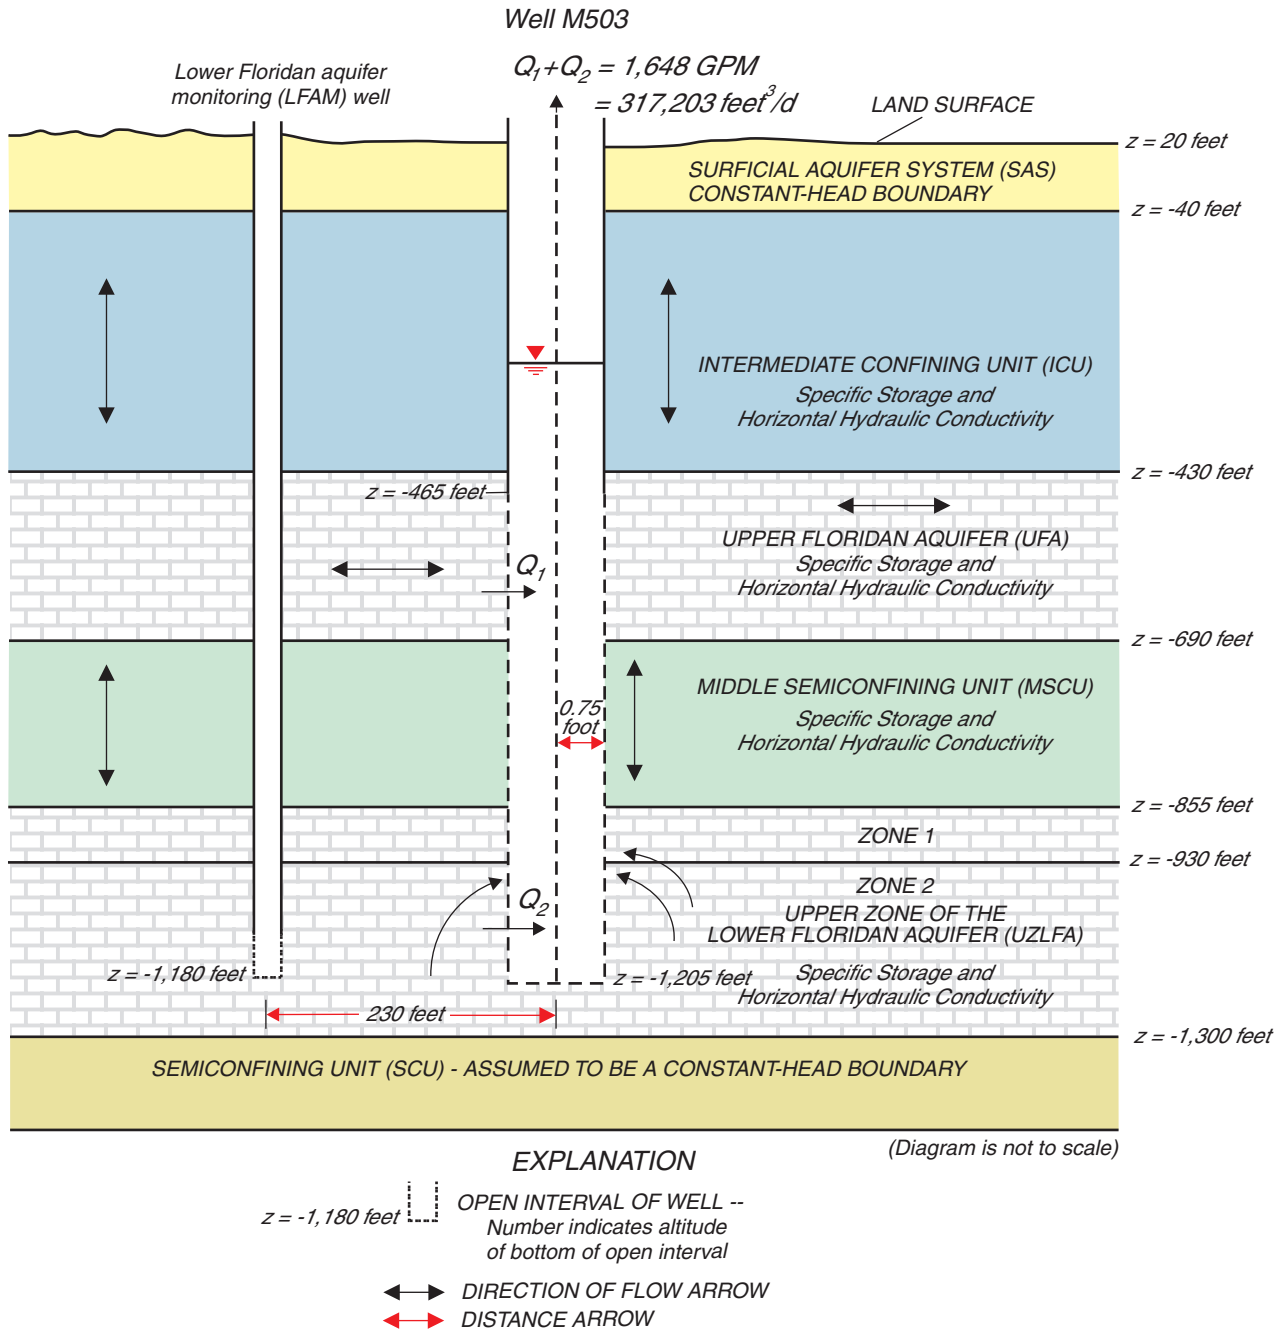 Well M503
Q1+Q2 = 1,648 GPM
= 317,203 feet3/d
Lower Floridan aquifer
monitoring (LFAM) well
LAND SURFACE
z = 20 feet
SURFICIAL AQUIFER SYSTEM (SAS)
CONSTANT-HEAD BOUNDARY
z = -40 feet
INTERMEDIATE CONFINING UNIT (ICU)
Specific Storage and
Horizontal Hydraulic Conductivity
z = -430 feet
z = -465 feet
UPPER FLORIDAN AQUIFER (UFA)
Specific Storage and
Horizontal Hydraulic Conductivity
Q1
z = -690 feet
MIDDLE SEMICONFINING UNIT (MSCU)
Specific Storage and
Horizontal Hydraulic Conductivity
0.75
foot
z = -855 feet
ZONE 1
z = -930 feet
ZONE 2
Q2
UPPER ZONE OF THE
LOWER FLORIDAN AQUIFER (UZLFA)
Specific Storage and
Horizontal Hydraulic Conductivity
z = -1,180 feet
z = -1,205 feet
230 feet
z = -1,300 feet
SEMICONFINING UNIT (SCU) - ASSUMED TO BE A CONSTANT-HEAD BOUNDARY
(Diagram is not to scale)
EXPLANATION
z = -1,180 feet
OPEN INTERVAL OF WELL --
Number indicates altitude
of bottom of open interval
DIRECTION OF FLOW ARROW
DISTANCE ARROW